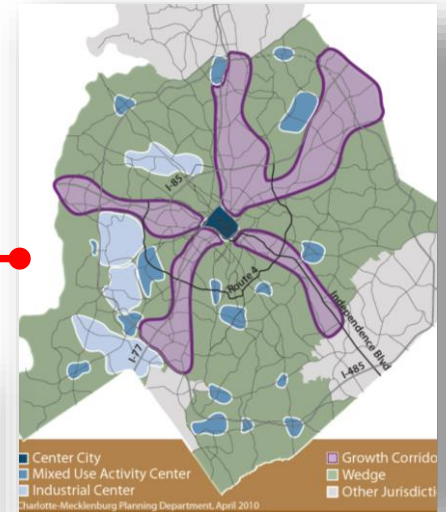 I-85
Route 4
Independence Blvd
I-77
I-485
Center City
Mixed Use Activity Center
Industrial Center
Growth Corrido
Wedge
Other Jurisdicti
Charlotte-Mecklenburg Planning Department, April 2010